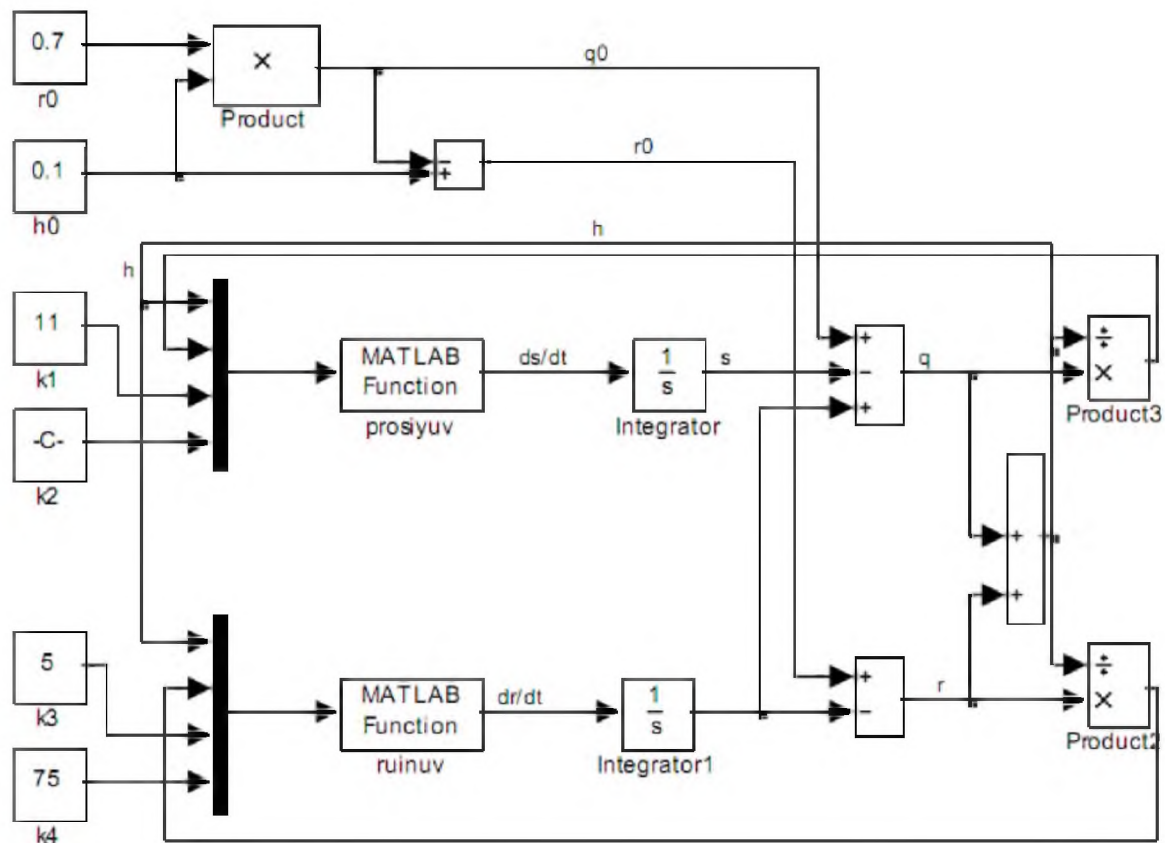 0.7
r0
×
Product
q0
0.1
h0
−
+
r0
h
h
11
k1
-C-
k2
MATLAB
Function
prosiyuv
ds/dt
1
s
Integrator
s
+
−
+
q
÷
×
Product3
+
+
5
k3
75
k4
MATLAB
Function
ruinuv
dr/dt
1
s
Integrator1
+
−
r
÷
×
Product2